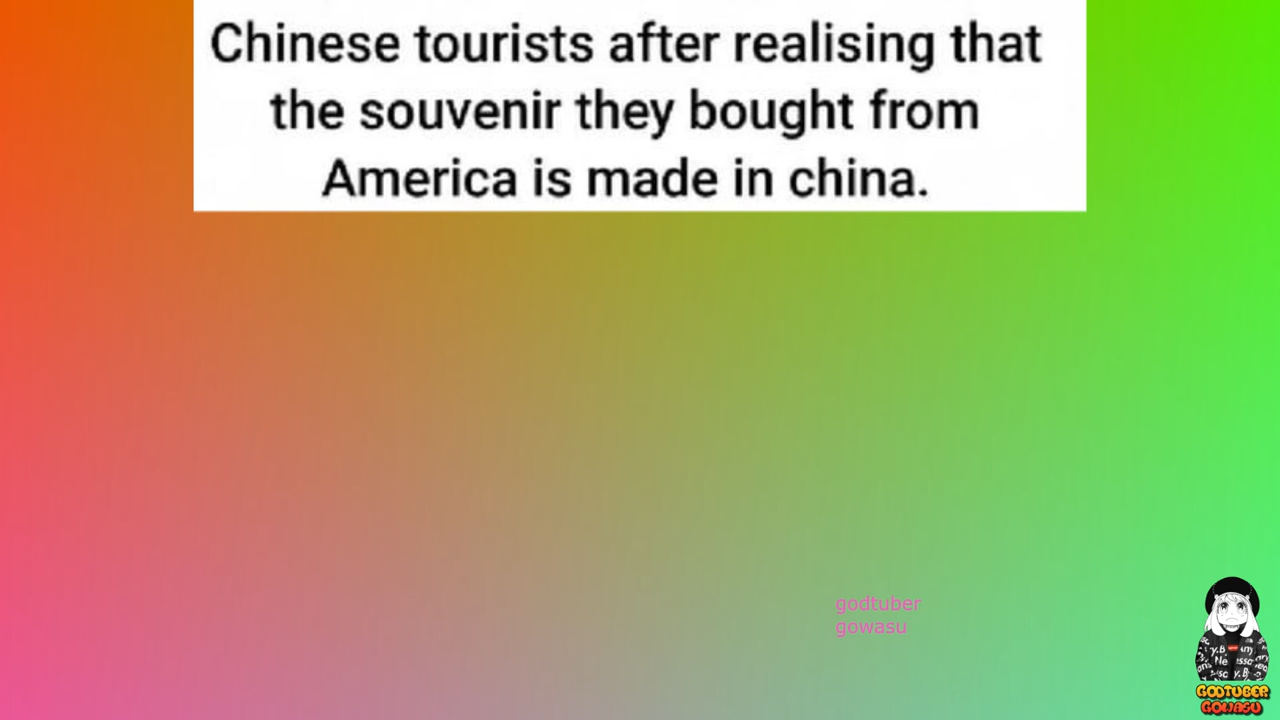 Chinese tourists after realising that
the souvenir they bought from
America is made in china.
godtuber
gowasu
GODTUBER
GOWASU